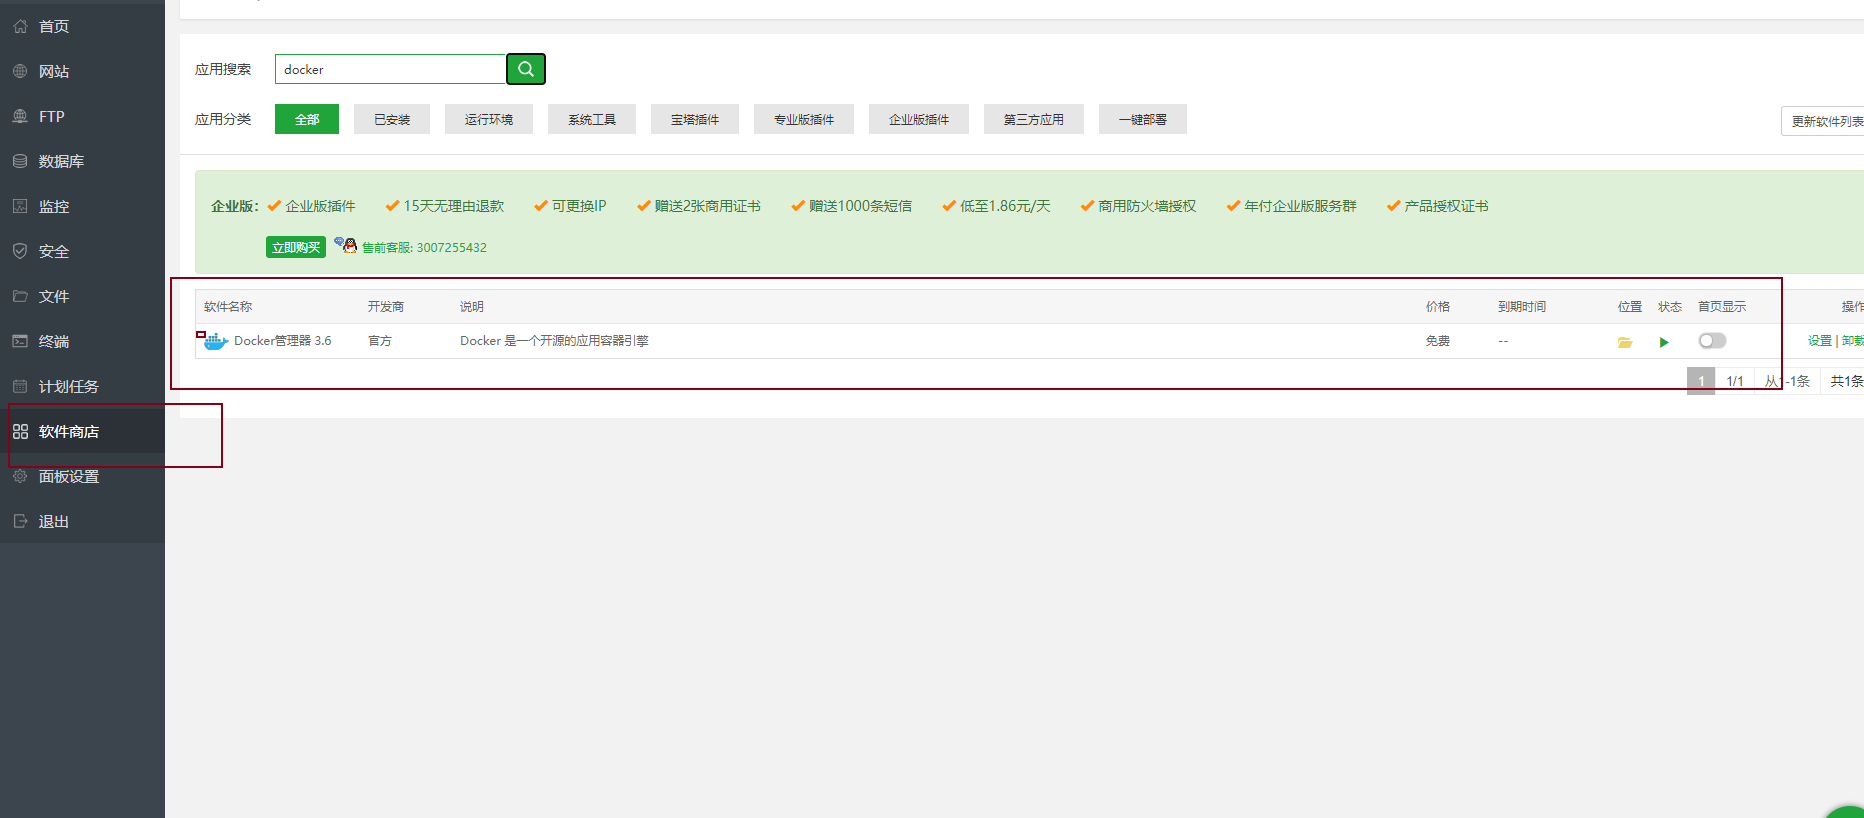 首页
网站
FTP
数据库
监控
安全
文件
终端
计划任务
软件商店
面板设置
退出
应用搜索 docker
应用分类 全部 已安装 运行环境 系统工具 宝塔插件 专业版插件 企业版插件 第三方应用 一键部署 更新软件列表
企业版： 企业版插件 15天无理由退款 可更换IP 赠送2张商用证书 赠送1000条短信 低至1.86元/天 商用防火墙授权 年付企业版服务群 产品授权证书
立即购买 售前客服: 3007255432
软件名称 开发商 说明 价格 到期时间 位置 状态 首页显示 操作
Docker管理器 3.6 官方 Docker 是一个开源的应用容器引擎 免费 -- 设置 | 卸载
1 1/1 从1-1条 共1条